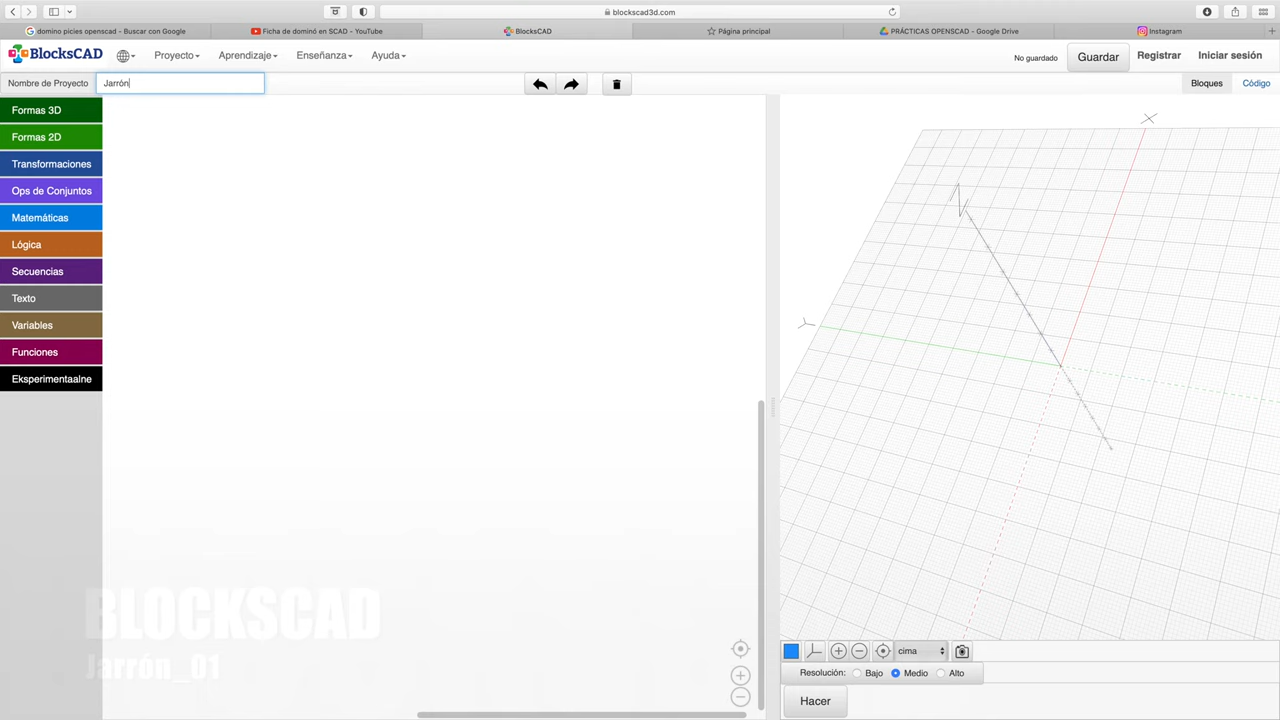 blockscad3d.com
domino picies openscad - Buscar con Google
Ficha de dominó en SCAD - YouTube
BlocksCAD
Página principal
PRÁCTICAS OPENSCAD - Google Drive
Instagram
BlocksCAD
Proyecto
Aprendizaje
Enseñanza
Ayuda
No guardado
Guardar
Registrar
Iniciar sesión
Nombre de Proyecto
Jarrón
Bloques
Código
Formas 3D
Formas 2D
Transformaciones
Ops de Conjuntos
Matemáticas
Lógica
Secuencias
Texto
Variables
Funciones
Eksperimentaalne
BLOCKSCAD
Jarrón_01
cima
Resolución: Bajo Medio Alto
Hacer